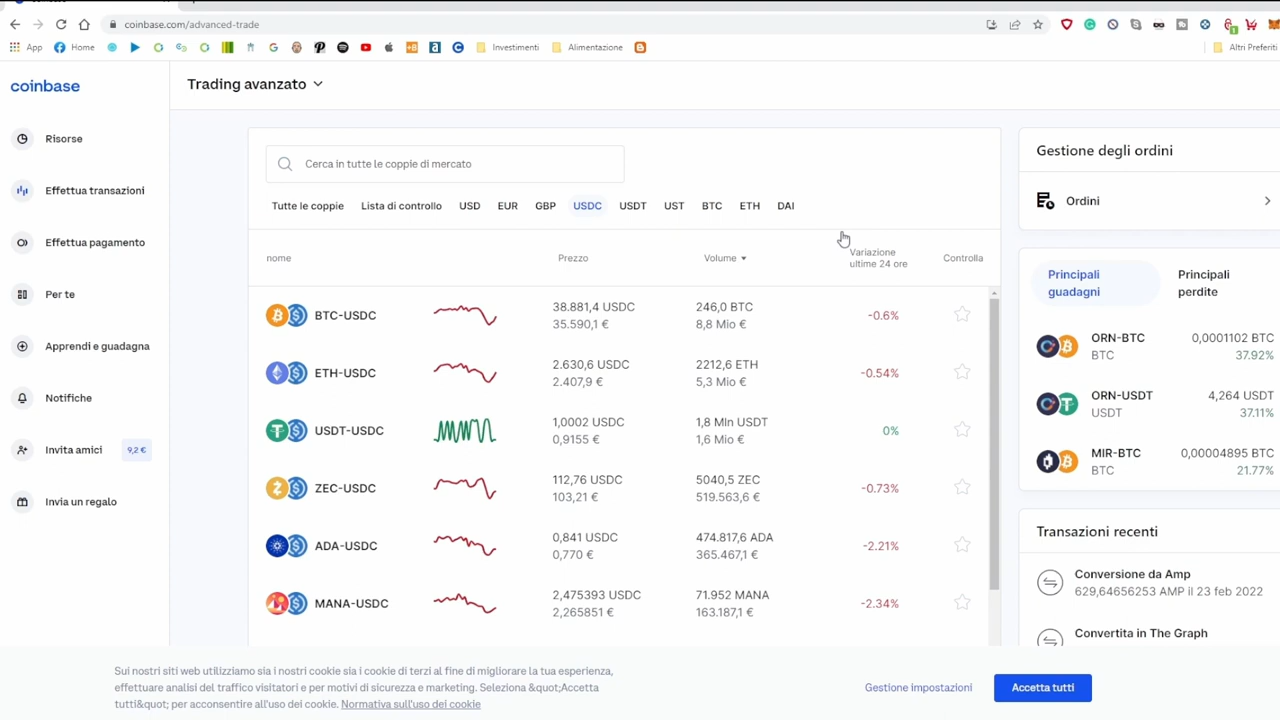 coinbase.com/advanced-trade
App
Home
Investimenti
Alimentazione
Altri Preferiti
coinbase
Trading avanzato
Risorse
Effettua transazioni
Effettua pagamento
Per te
Apprendi e guadagna
Notifiche
Invita amici 9,2 €
Invia un regalo
Cerca in tutte le coppie di mercato
Tutte le coppie Lista di controllo USD EUR GBP USDC USDT UST BTC ETH DAI
nome Prezzo Volume Variazione ultime 24 ore Controlla
BTC-USDC 38.881,4 USDC 246,0 BTC -0.6%
35.590,1 € 8,8 Mio €
ETH-USDC 2.630,6 USDC 2212,6 ETH -0.54%
2.407,9 € 5,3 Mio €
USDT-USDC 1,0002 USDC 1,8 Mln USDT 0%
0,9155 € 1,6 Mio €
ZEC-USDC 112,76 USDC 5040,5 ZEC -0.73%
103,21 € 519.563,6 €
ADA-USDC 0,841 USDC 474.817,6 ADA -2.21%
0,770 € 365.467,1 €
MANA-USDC 2,475393 USDC 71.952 MANA -2.34%
2,265851 € 163.187,1 €
Gestione degli ordini
Ordini
Principali guadagni
Principali perdite
ORN-BTC 0,0001102 BTC
BTC 37.92%
ORN-USDT 4,264 USDT
USDT 37.11%
MIR-BTC 0,00004895 BTC
BTC 21.77%
Transazioni recenti
Conversione da Amp
629,64656253 AMP il 23 feb 2022
Convertita in The Graph
Sui nostri siti web utilizziamo sia i nostri cookie sia i cookie di terzi al fine di migliorare la tua esperienza,
effettuare analisi del traffico visitatori e per motivi di sicurezza e marketing. Seleziona &quot;Accetta
tutti&quot; per acconsentire all'uso dei cookie. Normativa sull'uso dei cookie
Gestione impostazioni
Accetta tutti